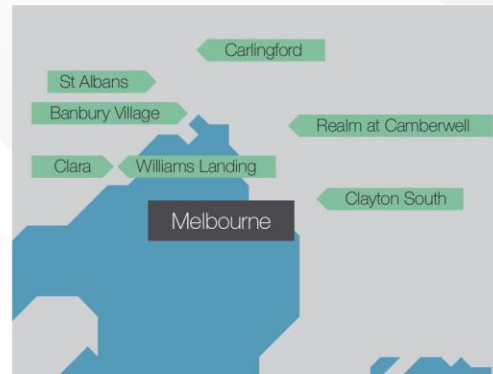 Carlingford
St Albans
Banbury Village
Realm at Camberwell
Clara
Williams Landing
Clayton South
Melbourne